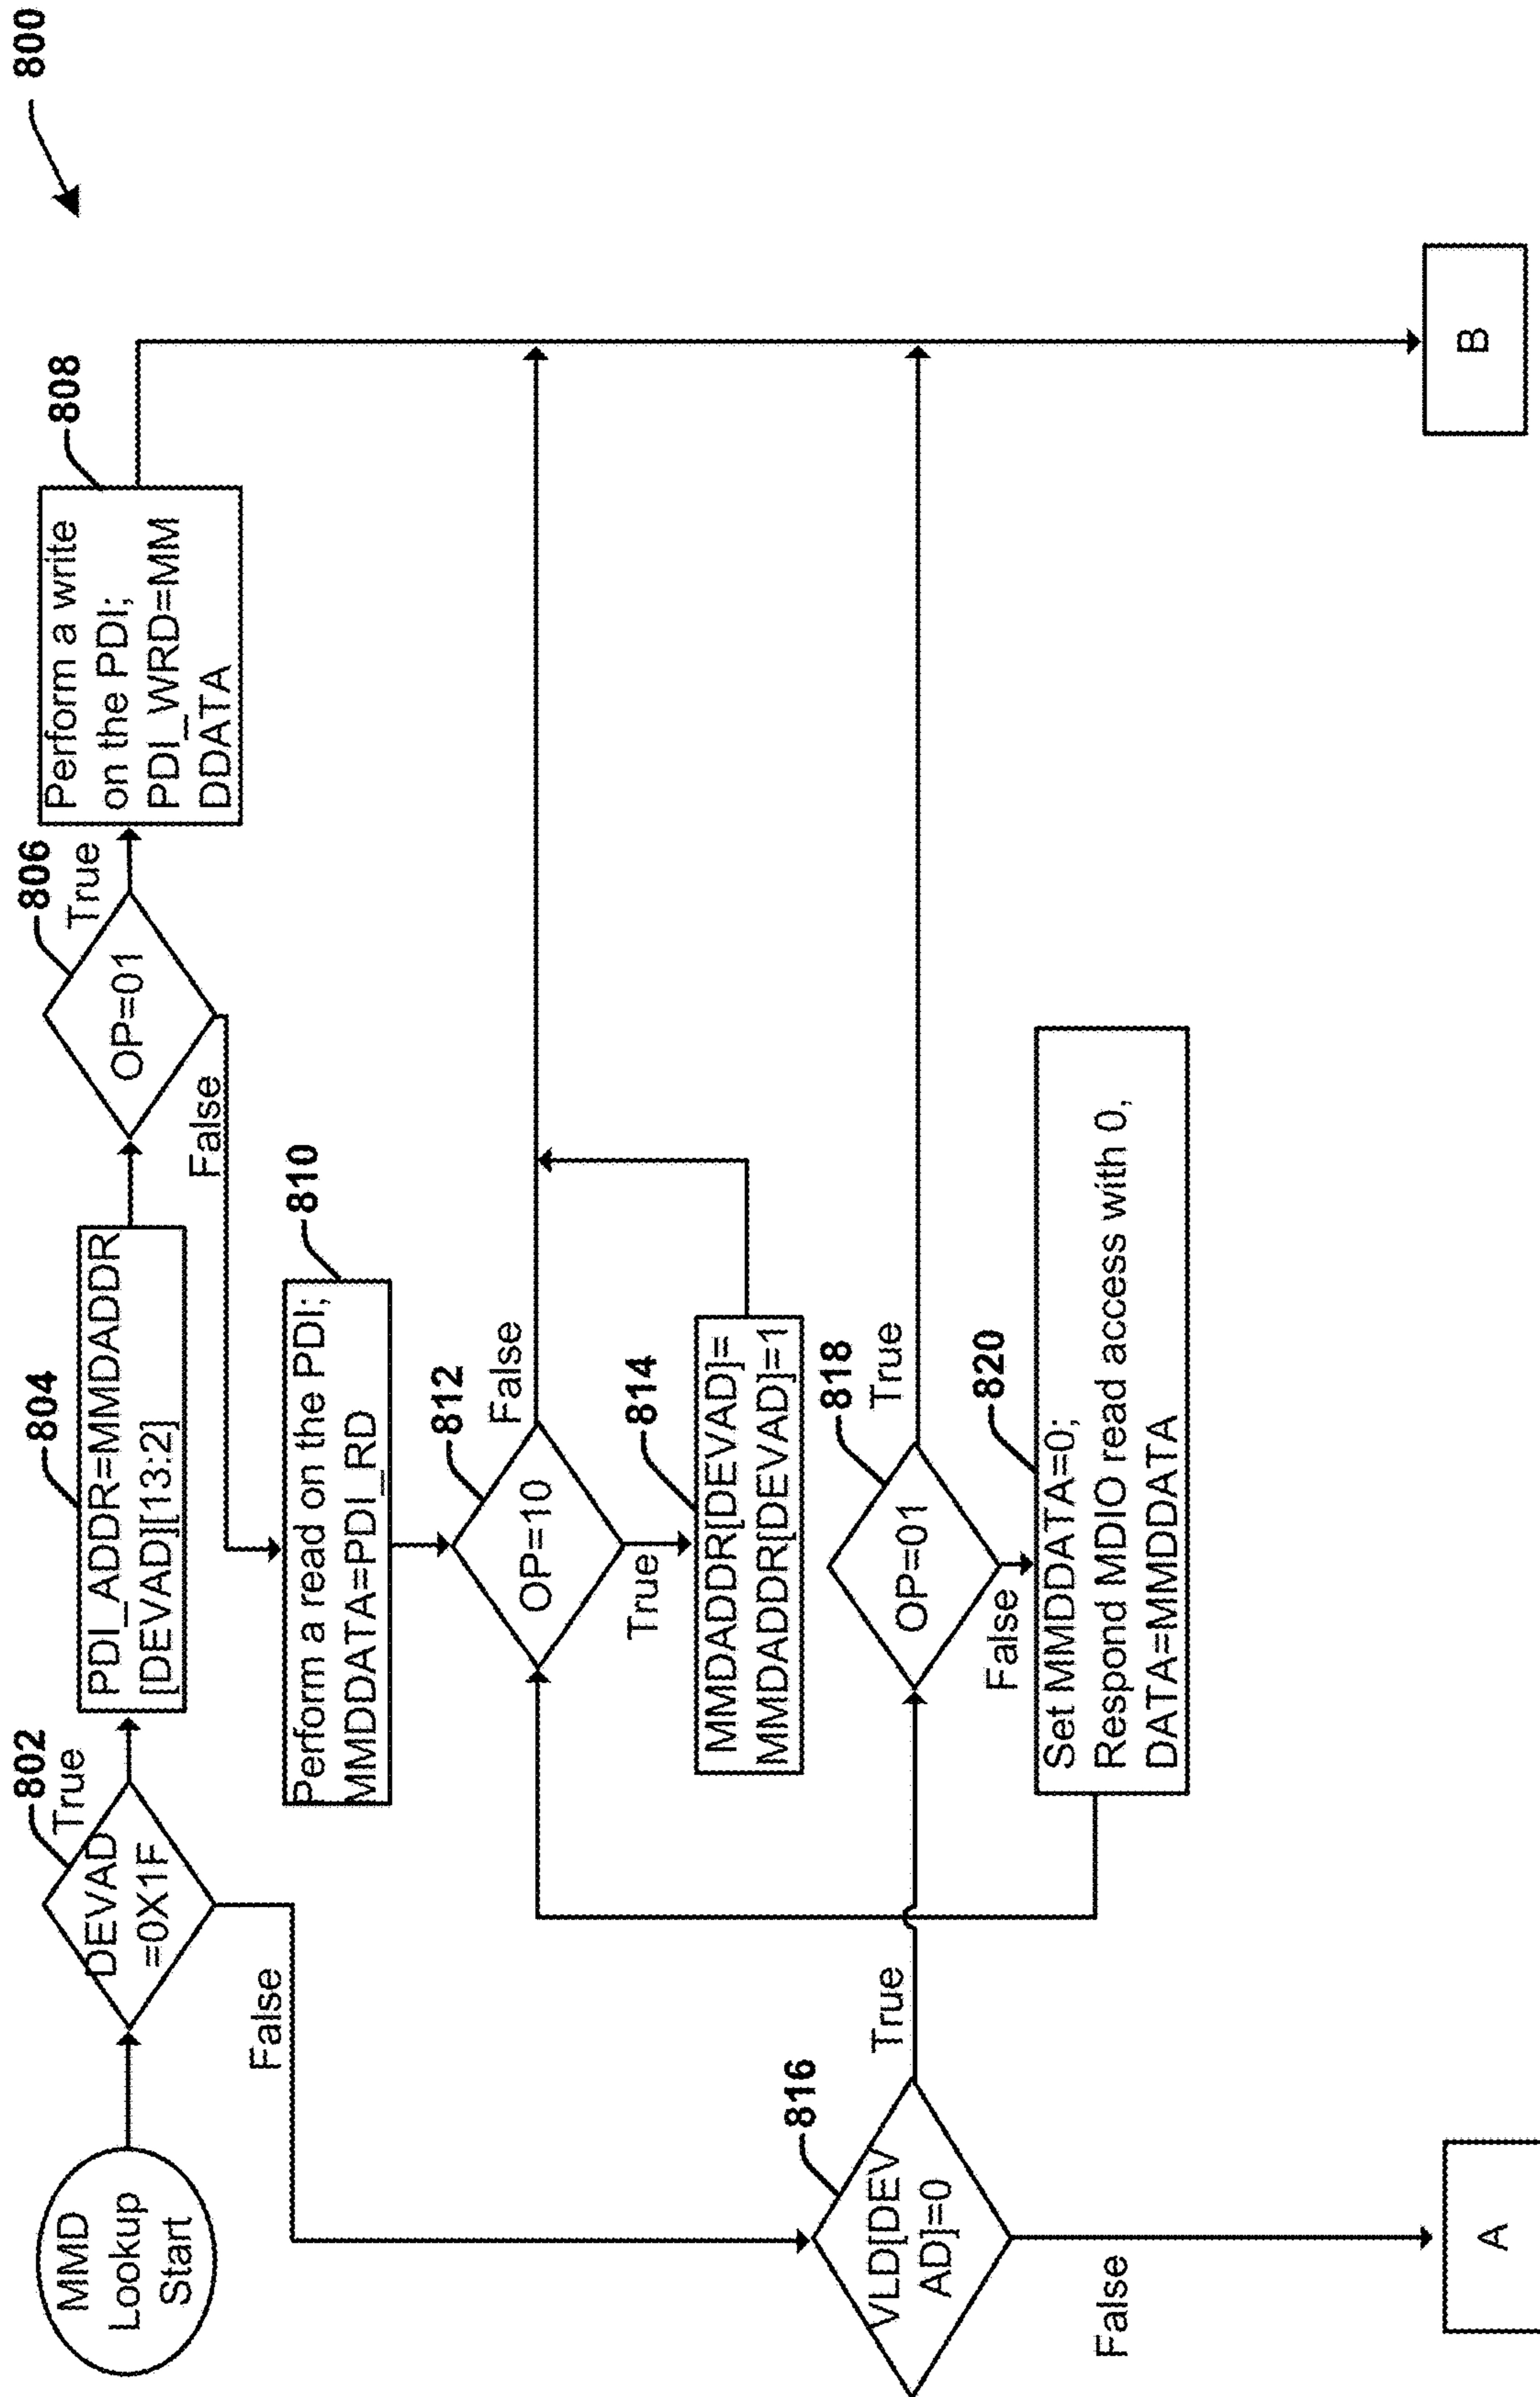 800
MMD
Lookup
Start
802
DEVAD
=0X1F
True
False
804
PDI_ADDR=MMDADDR
[DEVAD][13:2]
806
OP=01
True
False
808
Perform a write
on the PDI;
PDI_WRD=MM
DDATA
810
Perform a read on the PDI;
MMDDATA=PDI_RD
812
OP=10
False
True
814
MMDADDR[DEVAD]=
MMDADDR[DEVAD]=1
816
VLD[DEV
AD]=0
True
False
818
OP=01
True
False
820
Set MMDDATA=0;
Respond MDIO read access with 0,
DATA=MMDDATA
A
B